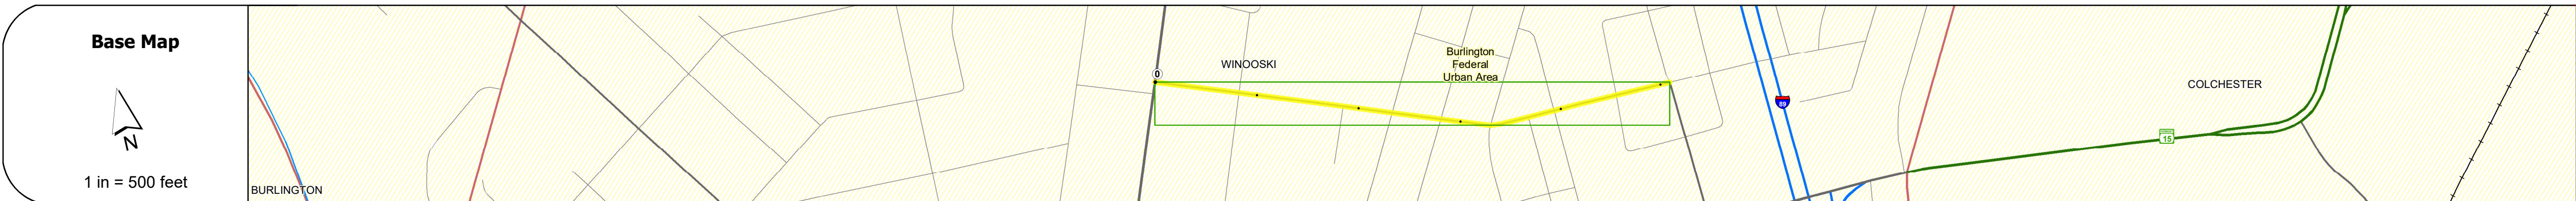 Base Map
N
1 in = 500 feet
BURLINGTON
0
WINOOSKI
Burlington
Federal
Urban Area
89
15
COLCHESTER